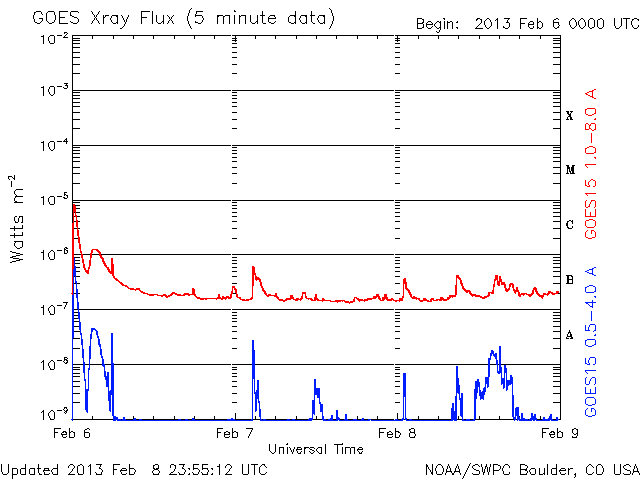 GOES Xray Flux (5 minute data)
Begin: 2013 Feb 6 0000 UTC
10-2
10-3
10-4
10-5
10-6
10-7
10-8
10-9
Watts m-2
X
M
C
B
A
GOES15 1.0-8.0 A
GOES15 0.5-4.0 A
Feb 6 Feb 7 Feb 8 Feb 9
Universal Time
Updated 2013 Feb 8 23:55:12 UTC
NOAA/SWPC Boulder, CO USA